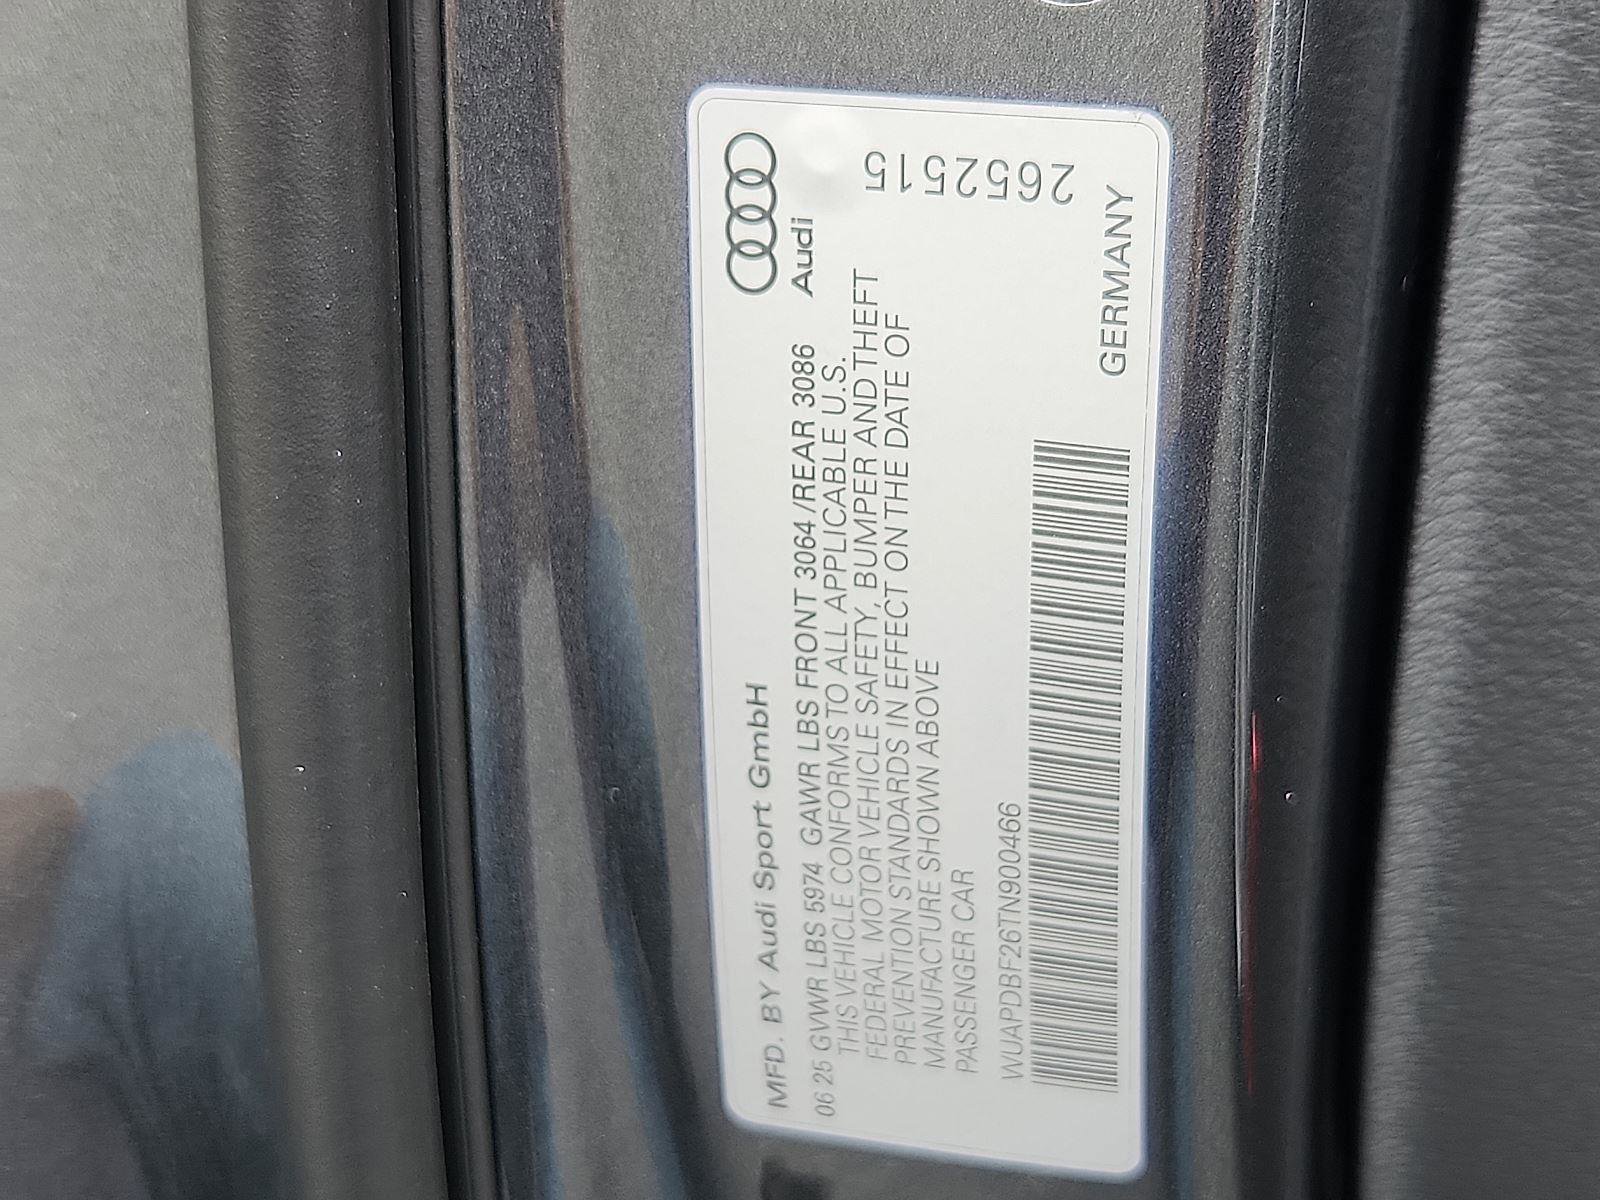 MFD. BY Audi Sport GmbH
Audi
06 25 GVWR LBS 5974 GAWR LBS FRONT 3064 /REAR 3086
THIS VEHICLE CONFORMS TO ALL APPLICABLE U.S.
FEDERAL MOTOR VEHICLE SAFETY, BUMPER AND THEFT
PREVENTION STANDARDS IN EFFECT ON THE DATE OF
MANUFACTURE SHOWN ABOVE
PASSENGER CAR
2652515
WUAPDBF26TN900466
GERMANY